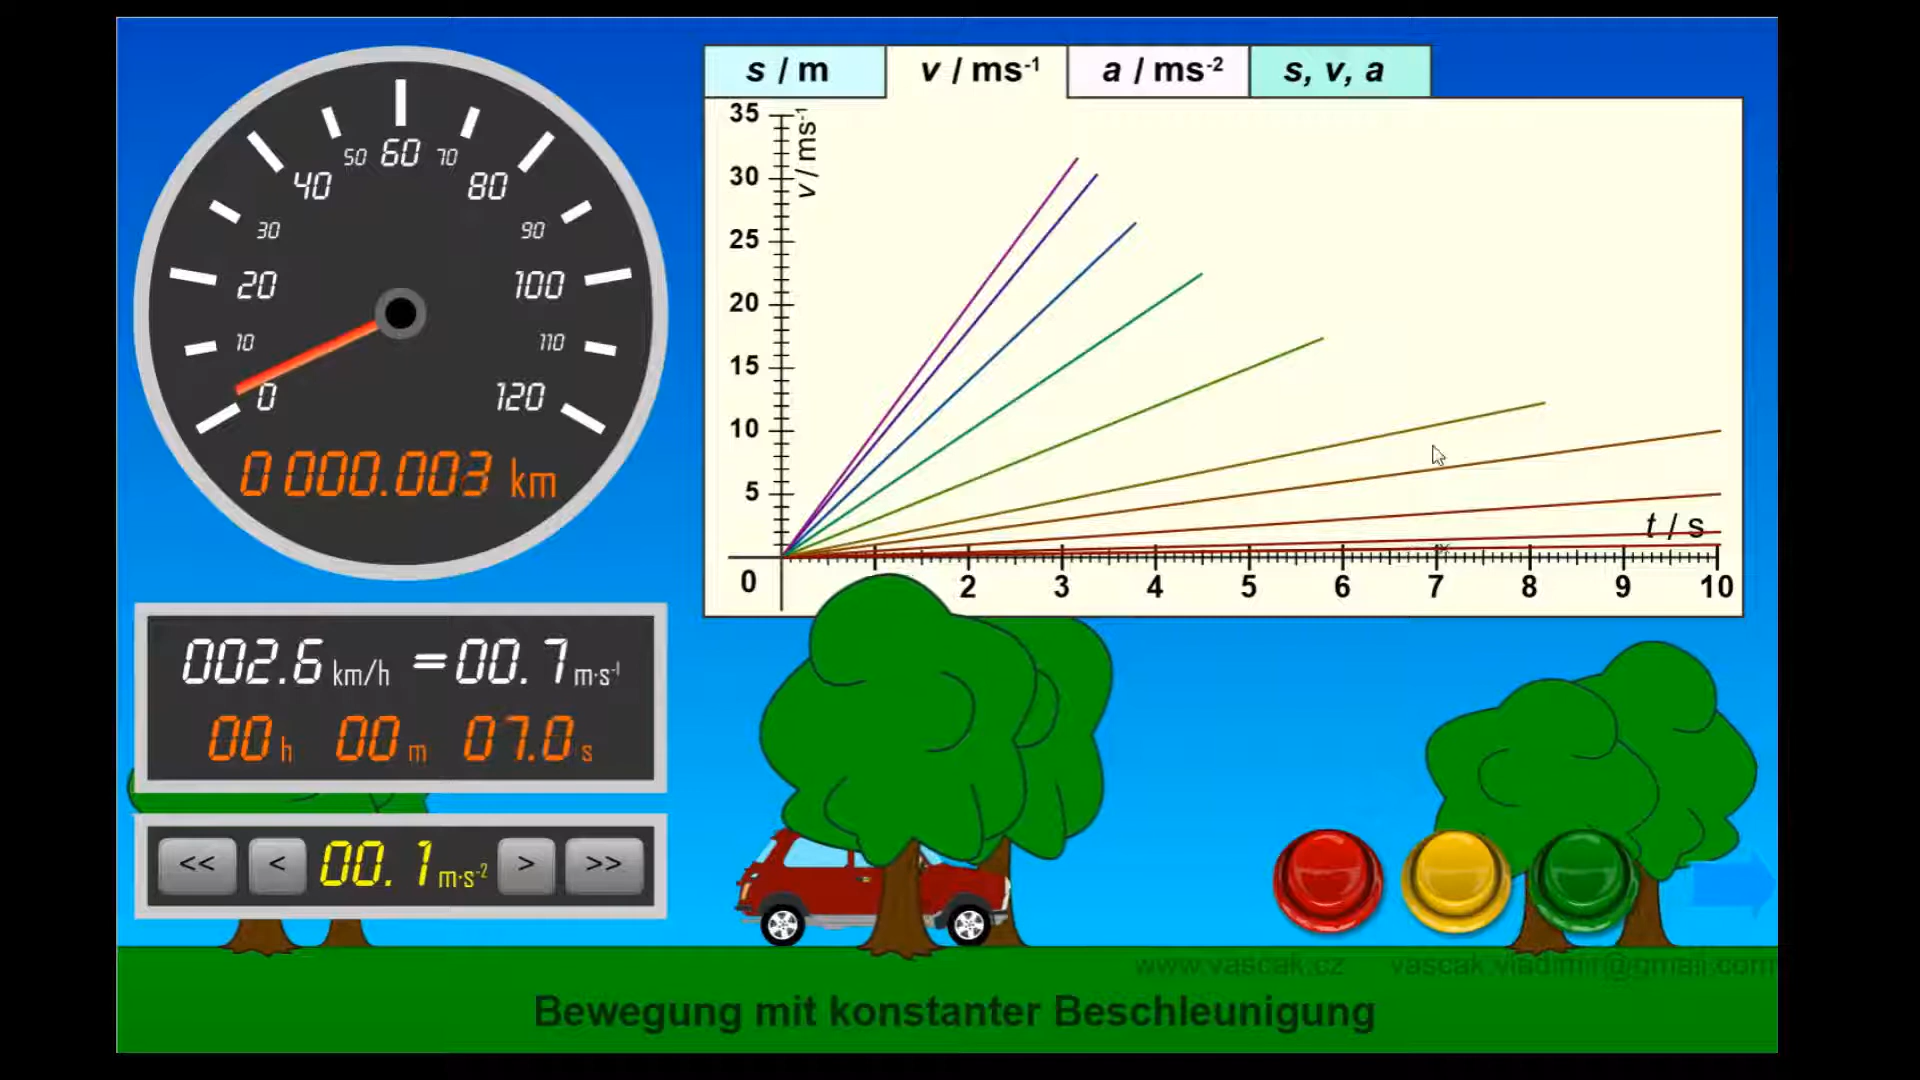 s / m
v / ms-1
a / ms-2
s, v, a
0
10
20
30
40
50
60
70
80
90
100
110
120
0 000.003 km
v / ms-1
35
30
25
20
15
10
5
0
2
3
4
5
6
7
8
9
10
t / s
002.6 km/h = 00.7 m·s-1
00 h 00 m 07.0 s
<< < 00.1 m·s-2 > >>
www.vascak.cz vascak.vladimir@gmail.com
Bewegung mit konstanter Beschleunigung